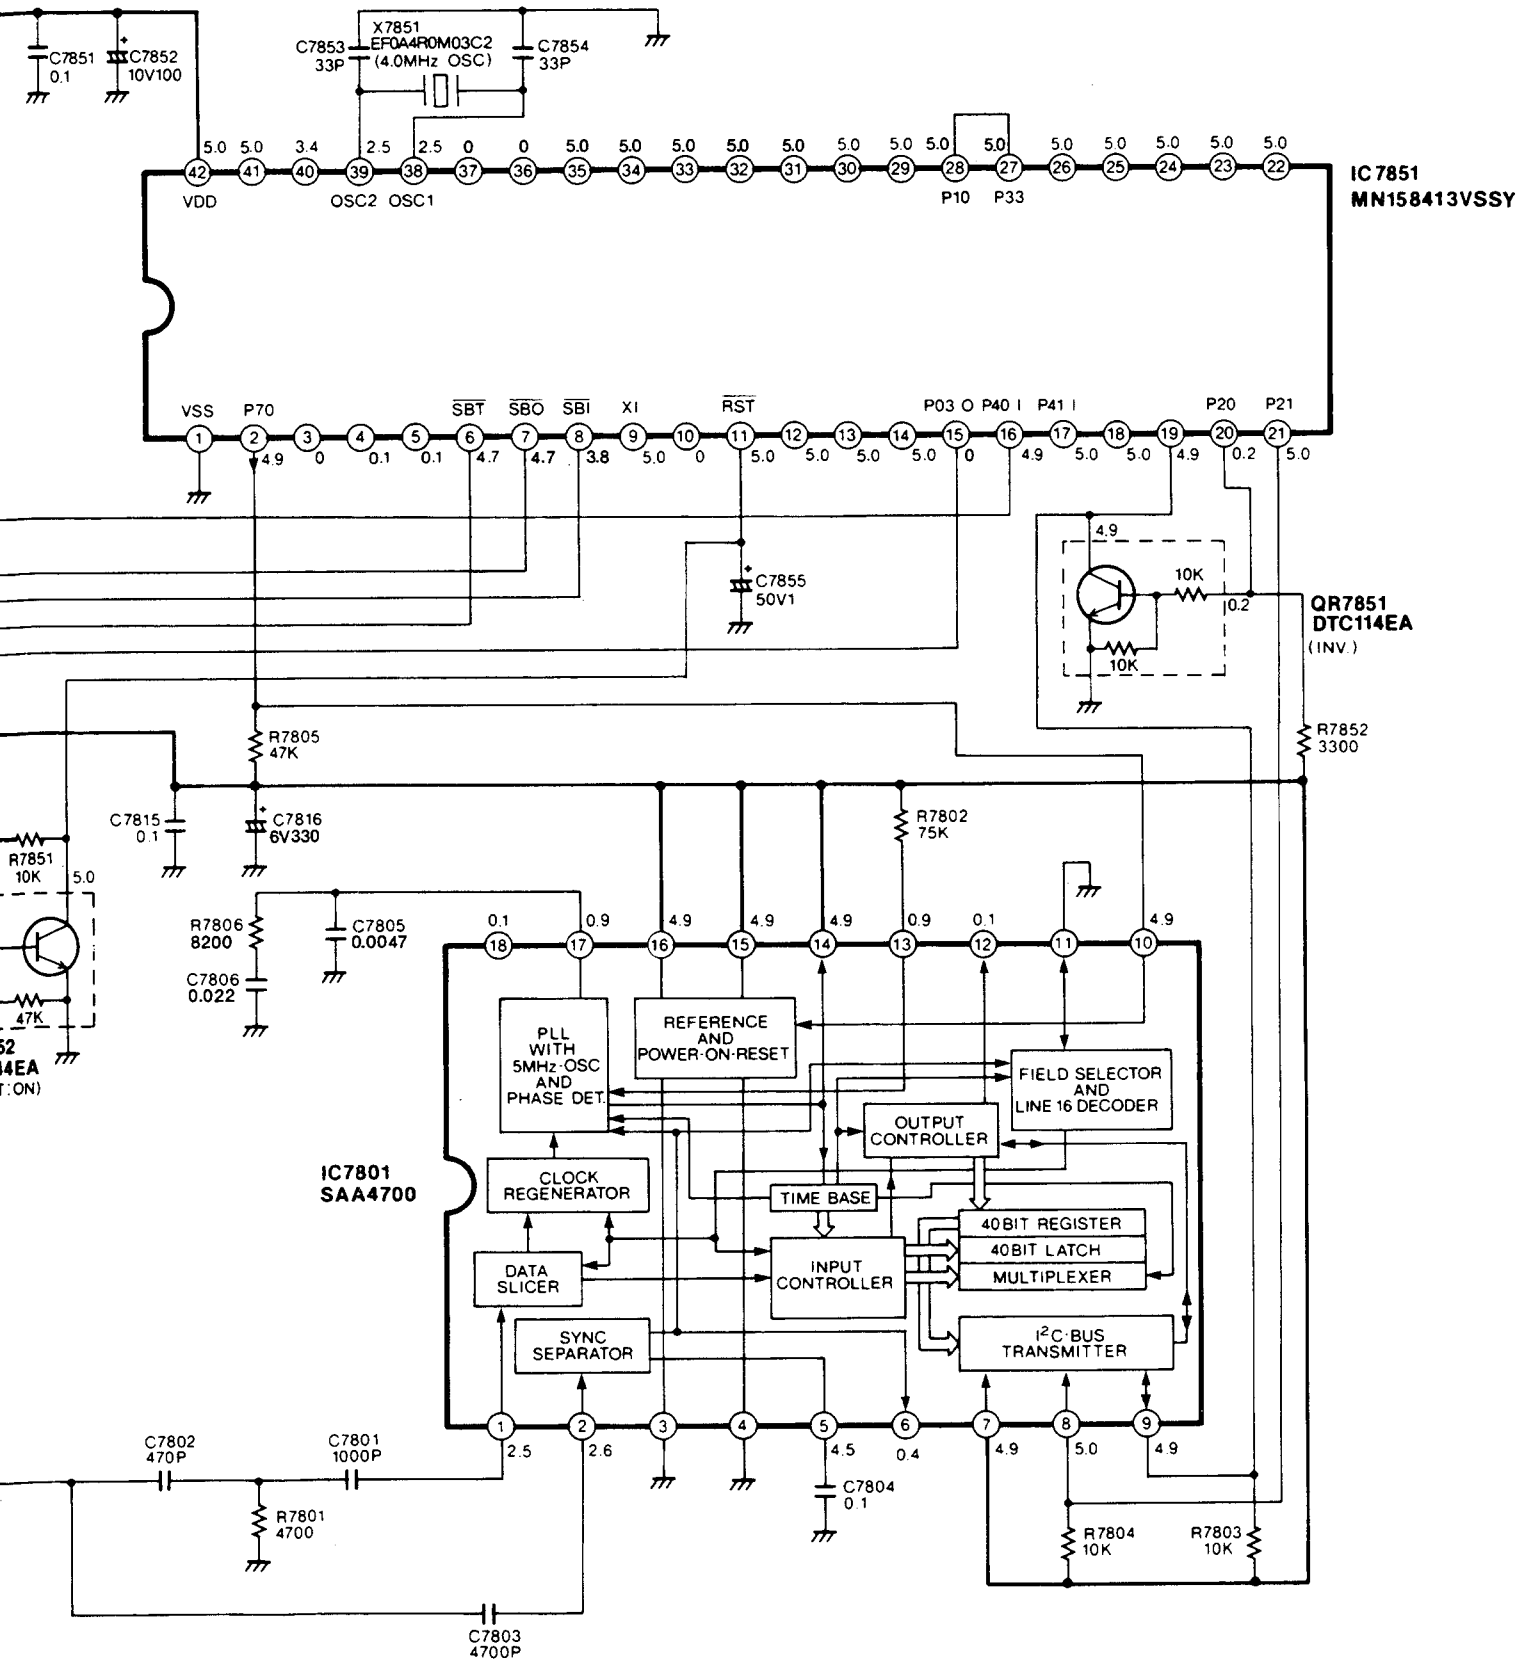 X7851
EF0A4R0M03C2
(4.0MHz OSC)
C7853
33P
C7854
33P
C7851
0.1
+
C7852
10V100
5.0 5.0 3.4 2.5 2.5 0 0 5.0 5.0 5.0 5.0 5.0 5.0 5.0 5.0 5.0 5.0 5.0 5.0 5.0 5.0
42 41 40 39 38 37 36 35 34 33 32 31 30 29 28 27 26 25 24 23 22
VDD OSC2 OSC1 P10 P33
IC7851
MN158413VSSY
VSS P70 SBT SBO SBI XI RST P03 O P40 I P41 I P20 P21
1 2 3 4 5 6 7 8 9 10 11 12 13 14 15 16 17 18 19 20 21
4.9 0 0.1 0.1 4.7 4.7 3.8 5.0 0 5.0 5.0 5.0 5.0 0 4.9 5.0 5.0 4.9 0.2 5.0
4.9
10K
0.2
10K
QR7851
DTC114EA
(INV.)
+
C7855
50V1
R7805
47K
R7852
3300
C7815
0.1
+
C7816
6V330
R7802
75K
R7851
10K
5.0
47K
52
14EA
T:ON)
R7806
8200
C7805
0.0047
C7806
0.022
0.1 0.9 4.9 4.9 4.9 0.9 0.1 4.9
18 17 16 15 14 13 12 11 10
PLL
WITH
5MHz·OSC
AND
PHASE DET.
REFERENCE
AND
POWER-ON-RESET
FIELD SELECTOR
AND
LINE 16 DECODER
OUTPUT
CONTROLLER
IC7801
SAA4700
CLOCK
REGENERATOR
TIME BASE
40BIT REGISTER
40BIT LATCH
MULTIPLEXER
DATA
SLICER
INPUT
CONTROLLER
SYNC
SEPARATOR
I2C·BUS
TRANSMITTER
1 2 3 4 5 6 7 8 9
2.5 2.6 4.5 0.4 4.9 5.0 4.9
C7802
470P
C7801
1000P
R7801
4700
C7804
0.1
R7804
10K
R7803
10K
C7803
4700P